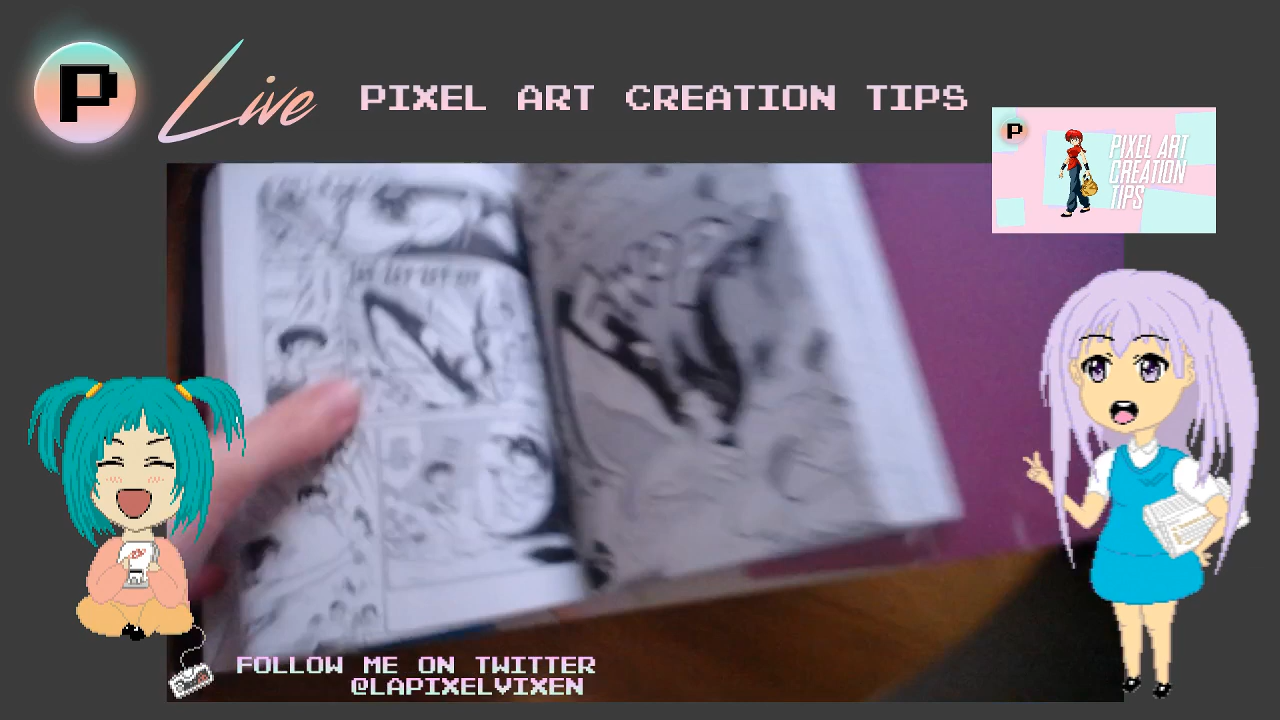 P
Live
PIXEL ART CREATION TIPS
P
PIXEL ART
CREATION
TIPS
FOLLOW ME ON TWITTER
@LAPIXELVIXEN